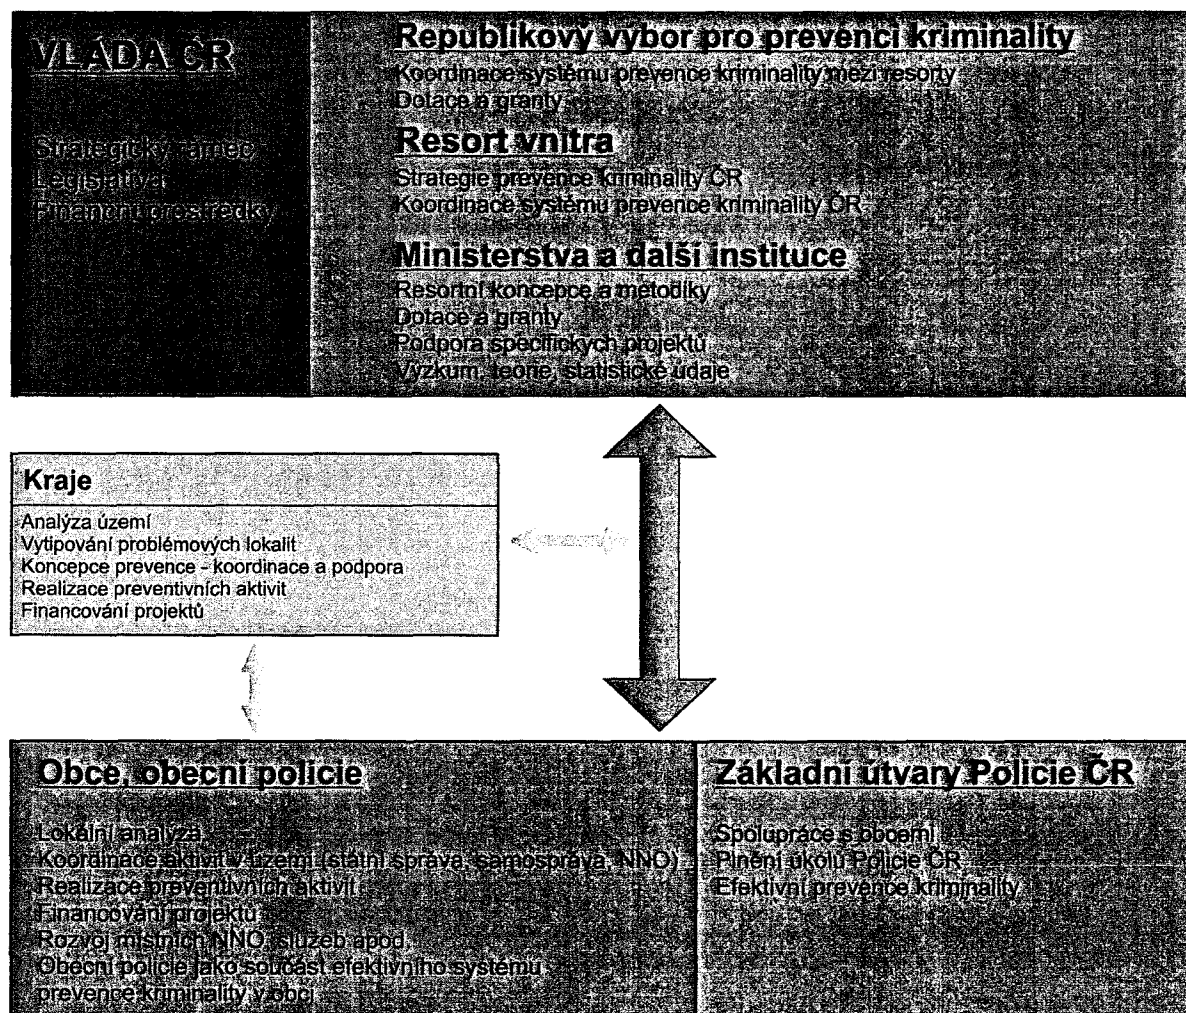 VLÁDA ČR
Strategický rámec
Legislativa
Finanční prostředky
Republikový výbor pro prevenci kriminality
Koordinace systému prevence kriminality mezi resorty
Dotace a granty
Resort vnitra
Strategie prevence kriminality ČR
Koordinace systému prevence kriminality ČR
Ministerstva a další instituce
Resortní koncepce a metodiky
Dotace a granty
Podpora specifických projektů
Výzkum, teorie, statistické údaje
Kraje
Analýza území
Vytipování problémových lokalit
Koncepce prevence - koordinace a podpora
Realizace preventivních aktivit
Financování projektů
Obce, obecní policie
Lokální analýza
Koordinace aktivit v území (státní správa, samospráva, NNO)
Realizace preventivních aktivit
Financování projektů
Rozvoj místních NNO, služeb apod.
Obecní policie jako součást efektivního systému
prevence kriminality v obci
Základní útvary Policie ČR
Spolupráce s obcemi
Plnění úkolů Policie ČR
Efektivní prevence kriminality